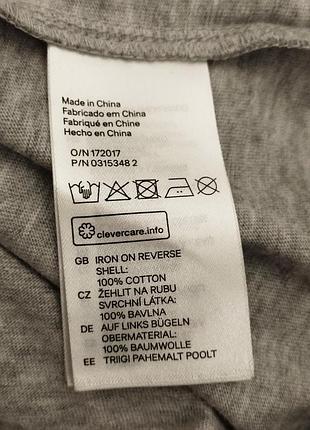 Made in China
Fabricado em China
Fabriqué en Chine
Hecho en China
O/N 172017
P/N 0315348 2
clevercare.info
GB IRON ON REVERSE
SHELL:
100% COTTON
CZ ŽEHLIT NA RUBU
SVRCHNÍ LÁTKA:
100% BAVLNA
DE AUF LINKS BÜGELN
OBERMATERIAL:
100% BAUMWOLLE
EE TRIIGI PAHEMALT POOLT